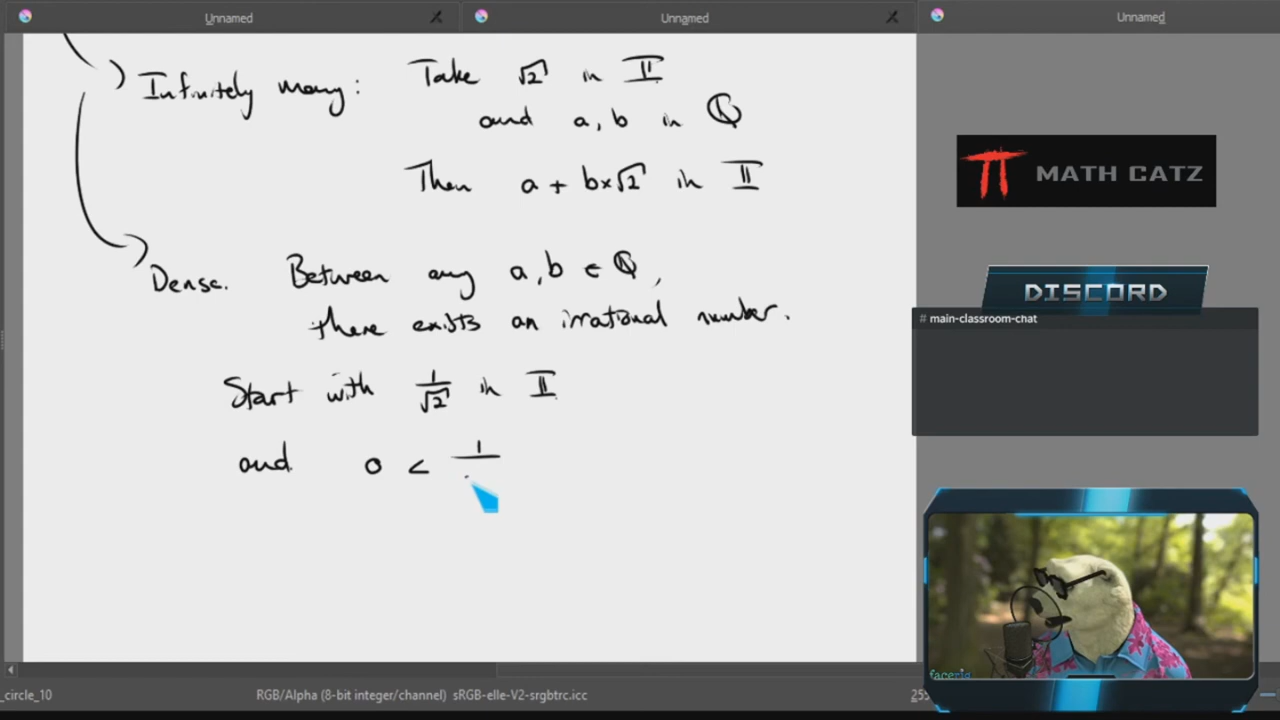 Unnamed
Unnamed
Unnamed
Infinitely many: Take √2 in 𝕀
and a, b in ℚ
Then a + b×√2 in 𝕀
Dense. Between any a, b ∈ ℚ,
there exists an irrational number.
Start with 1/√2 in 𝕀
and 0 < 1/
π MATH CATZ
DISCORD
# main-classroom-chat
facerig
_circle_10
RGB/Alpha (8-bit integer/channel) sRGB-elle-V2-srgbtrc.icc